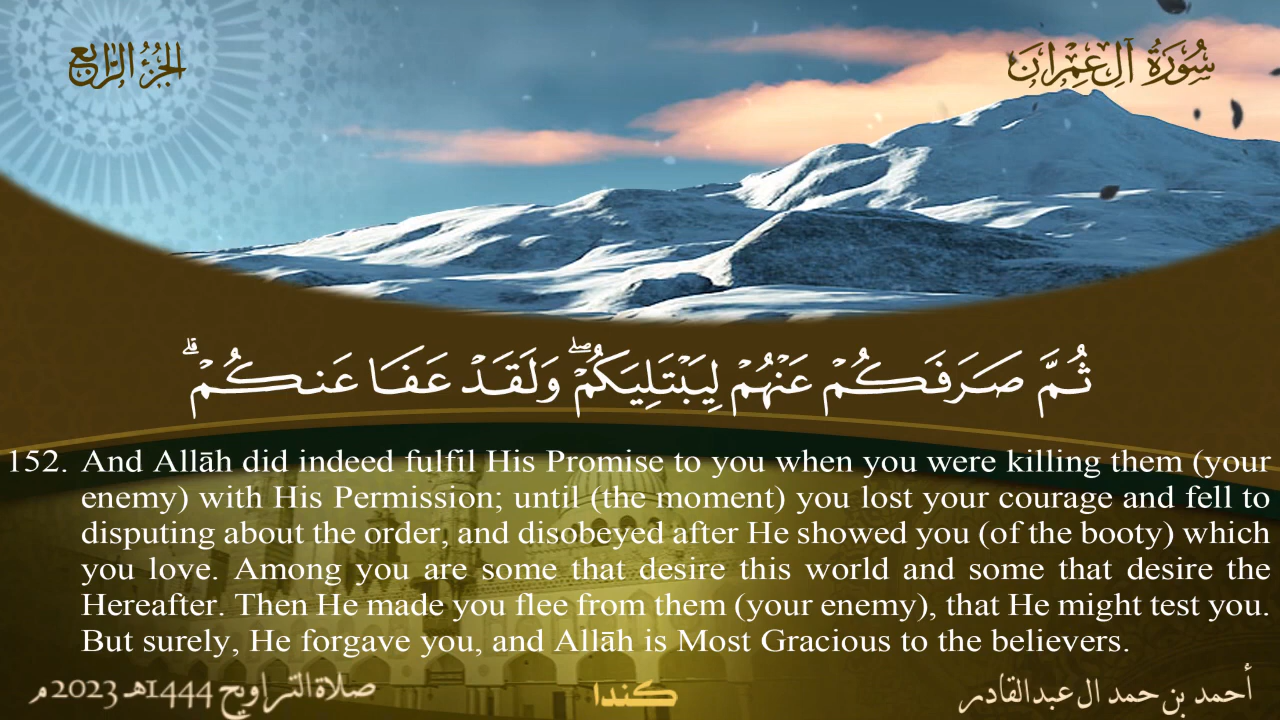 سُورَةُ آلِ عِمْرَان
الجزء الرابع
ثُمَّ صَرَفَكُمْ عَنْهُمْ لِيَبْتَلِيَكُمْ ۖ وَلَقَدْ عَفَا عَنكُمْ ۗ
152. And Allāh did indeed fulfil His Promise to you when you were killing them (your
enemy) with His Permission; until (the moment) you lost your courage and fell to
disputing about the order, and disobeyed after He showed you (of the booty) which
you love. Among you are some that desire this world and some that desire the
Hereafter. Then He made you flee from them (your enemy), that He might test you.
But surely, He forgave you, and Allāh is Most Gracious to the believers.
أحمد بن حمد ال عبدالقادر
كندا
صلاة التراويح 1444هـ 2023 م